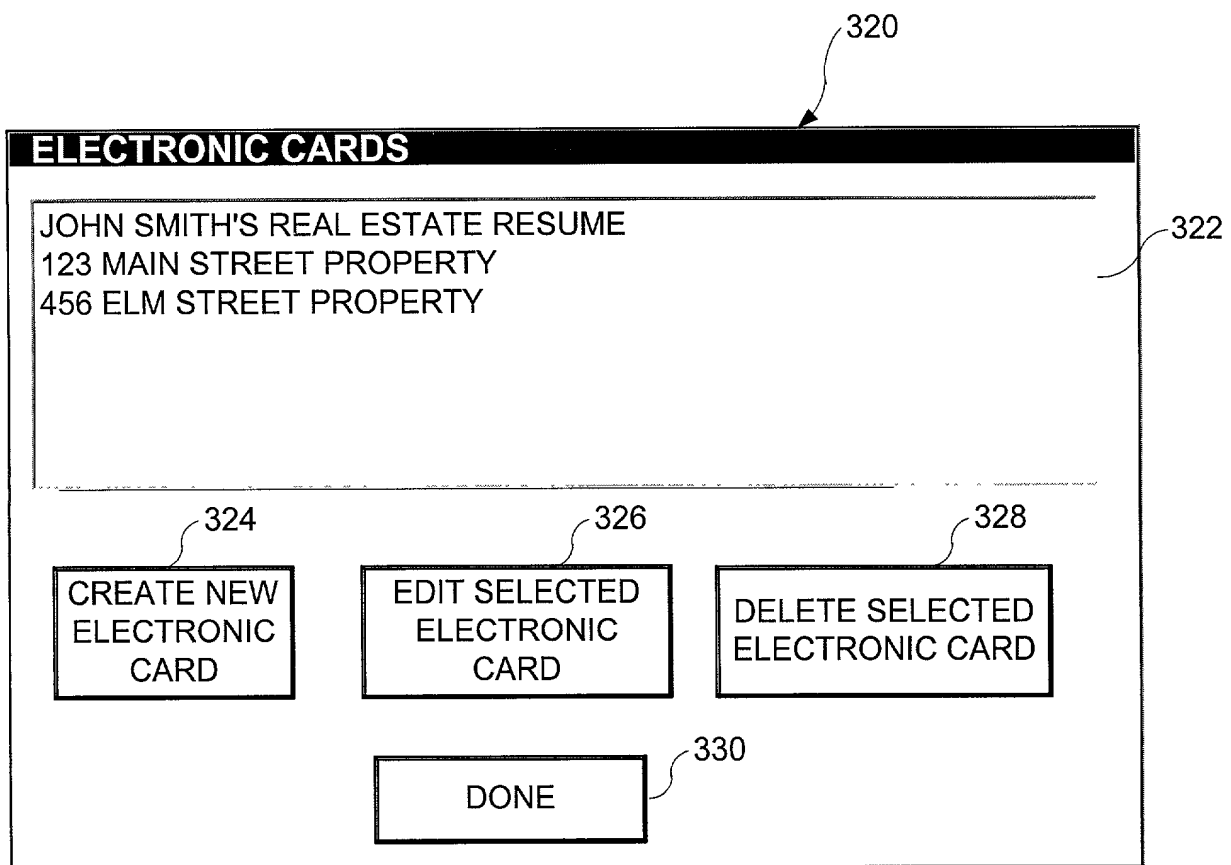 320
ELECTRONIC CARDS
JOHN SMITH'S REAL ESTATE RESUME
123 MAIN STREET PROPERTY
456 ELM STREET PROPERTY
322
324
326
328
CREATE NEW
ELECTRONIC
CARD
EDIT SELECTED
ELECTRONIC
CARD
DELETE SELECTED
ELECTRONIC CARD
330
DONE